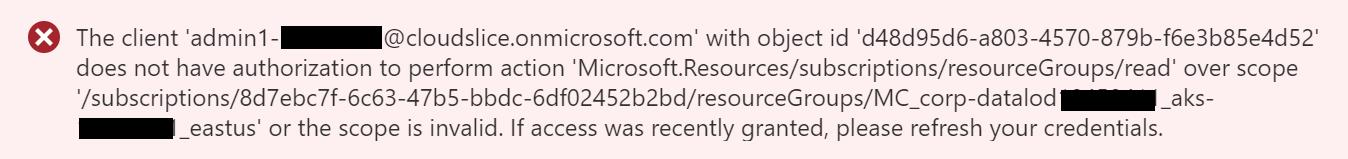 The client 'admin1-@cloudslice.onmicrosoft.com' with object id 'd48d95d6-a803-4570-879b-f6e3b85e4d52'
does not have authorization to perform action 'Microsoft.Resources/subscriptions/resourceGroups/read' over scope
'/subscriptions/8d7ebc7f-6c63-47b5-bbdc-6df02452b2bd/resourceGroups/MC_corp-datalod_aks-
_eastus' or the scope is invalid. If access was recently granted, please refresh your credentials.